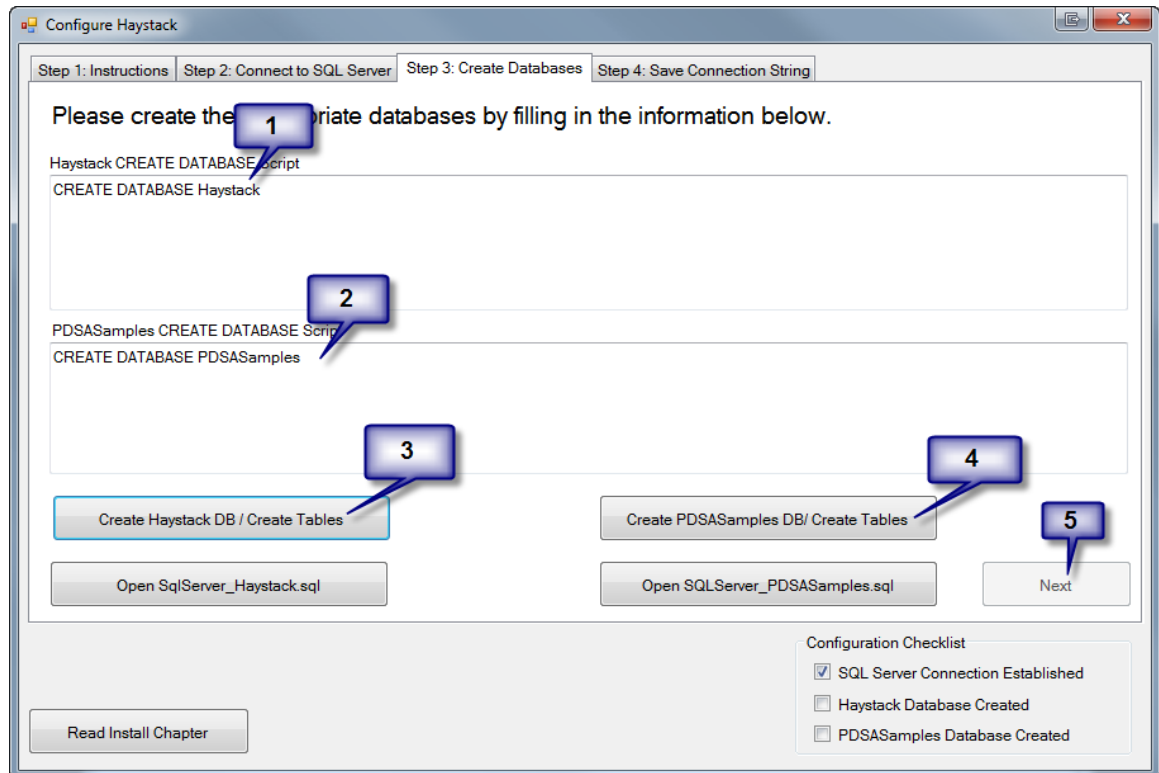 Configure Haystack
Step 1: Instructions
Step 2: Connect to SQL Server
Step 3: Create Databases
Step 4: Save Connection String
Please create the riate databases by filling in the information below.
1
Haystack CREATE DATABASE Script
CREATE DATABASE Haystack
2
PDSASamples CREATE DATABASE Script
CREATE DATABASE PDSASamples
3
4
Create Haystack DB / Create Tables
Create PDSASamples DB/ Create Tables
5
Open SqlServer_Haystack.sql
Open SQLServer_PDSASamples.sql
Next
Configuration Checklist
SQL Server Connection Established
Haystack Database Created
PDSASamples Database Created
Read Install Chapter